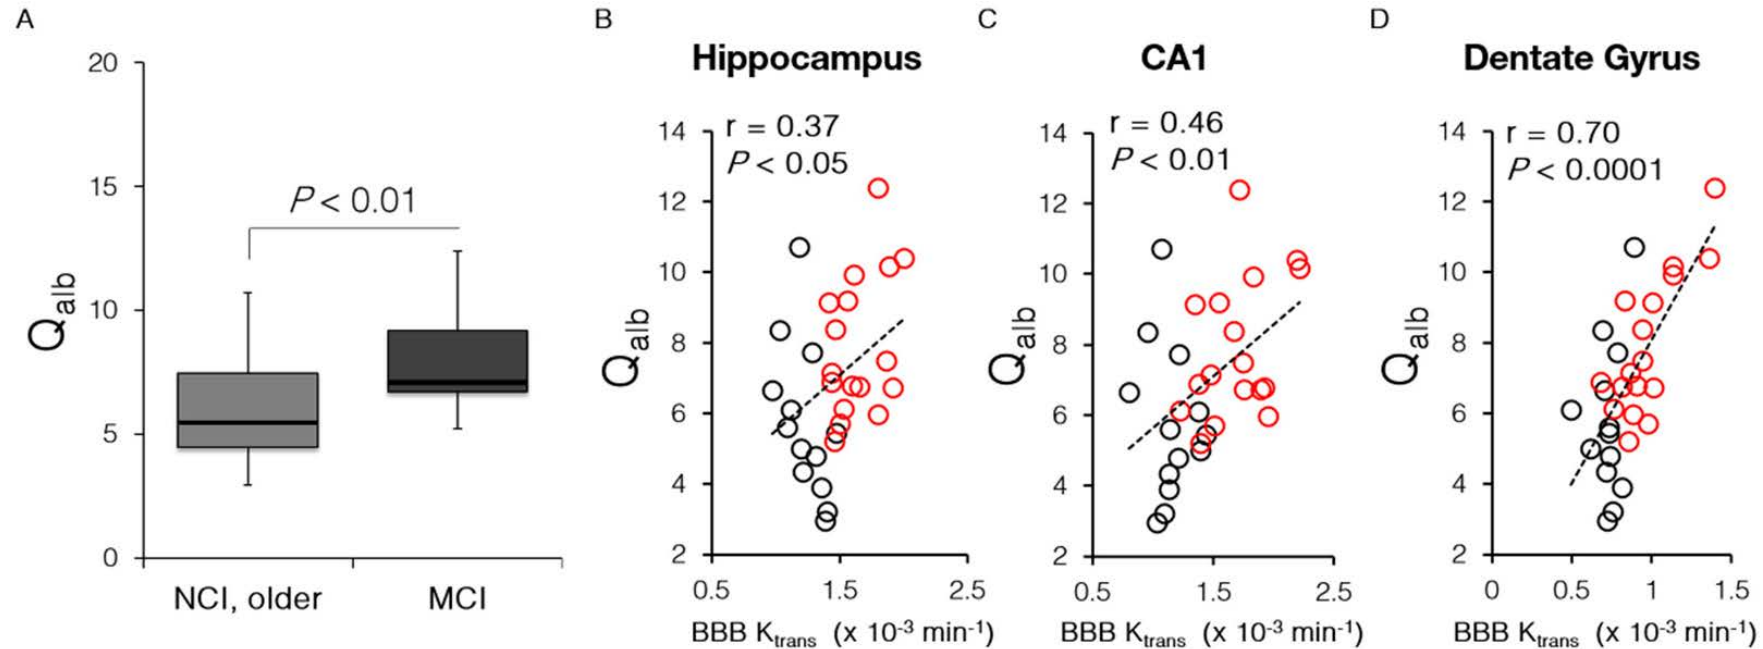 A
20
15
10
5
0
Qalb
P < 0.01
NCI, older
MCI
B
Hippocampus
r = 0.37
P < 0.05
14
12
10
8
6
4
2
Qalb
0.5
1.5
2.5
BBB Ktrans (x 10-3 min-1)
C
CA1
r = 0.46
P < 0.01
14
12
10
8
6
4
2
Qalb
0.5
1.5
2.5
BBB Ktrans (x 10-3 min-1)
D
Dentate Gyrus
r = 0.70
P < 0.0001
14
12
10
8
6
4
2
Qalb
0
0.5
1
1.5
BBB Ktrans (x 10-3 min-1)